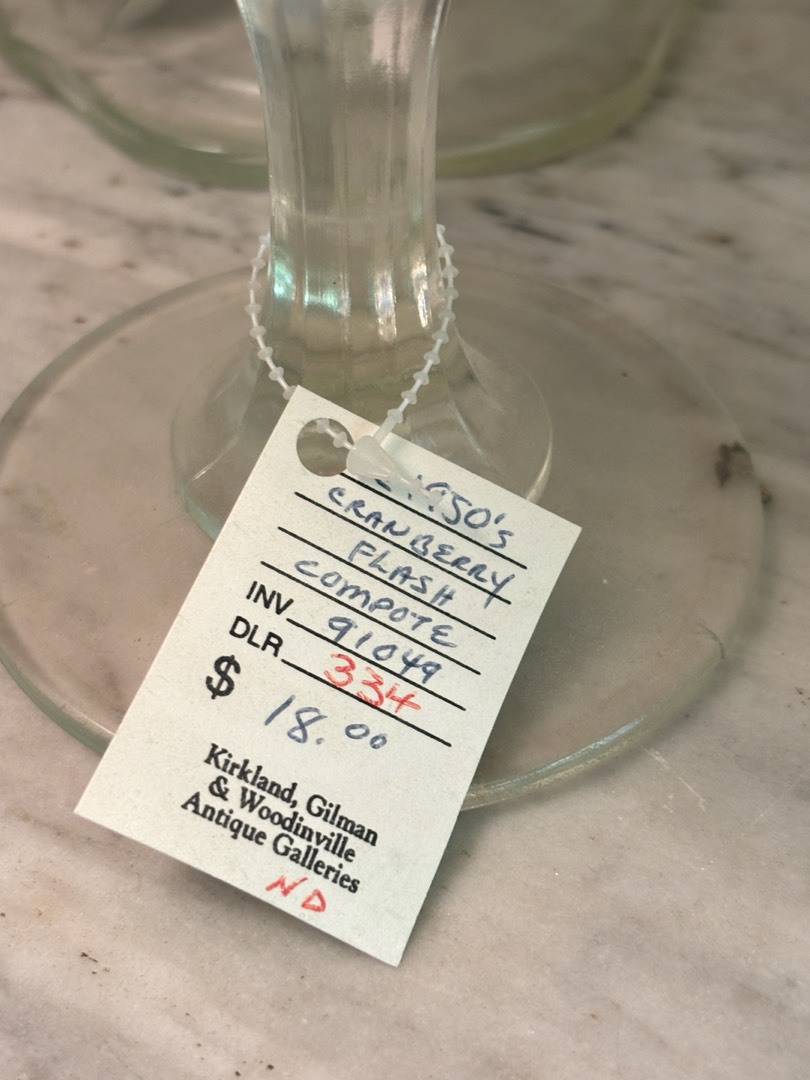 C.1950's
CRANBERRY
FLASH
COMPOTE
INV 91049
DLR 334
$ 18.00
Kirkland, Gilman
& Woodinville
Antique Galleries
ND